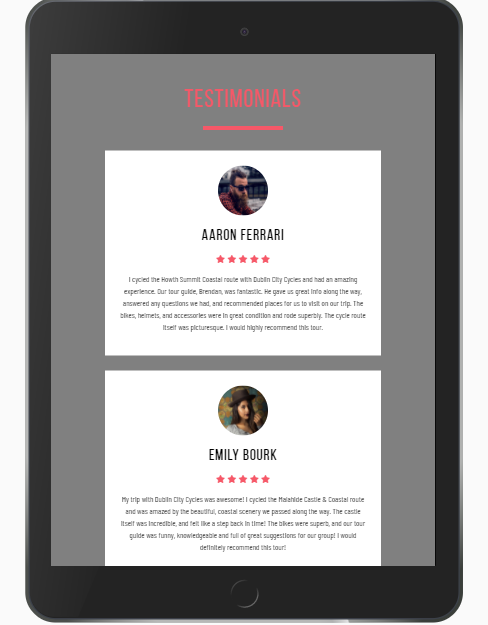 TESTIMONIALS
AARON FERRARI
I cycled the Howth Summit Coastal route with Dublin City Cycles and had an amazing
experience. Our tour guide, Brendan, was fantastic. He gave us great info along the way,
answered any questions we had, and recommended places for us to visit on our trip. The
bikes, helmets, and accessories were in great condition and rode superbly. The cycle route
itself was picturesque. I would highly recommend this tour.
EMILY BOURK
My trip with Dublin City Cycles was awesome! I cycled the Malahide Castle & Coastal route
and was amazed by the beautiful, coastal scenery we passed along the way. The castle
itself was incredible, and felt like a step back in time! The bikes were superb, and our tour
guide was funny, knowledgeable and full of great suggestions for our group! I would
definitely recommend this tour!